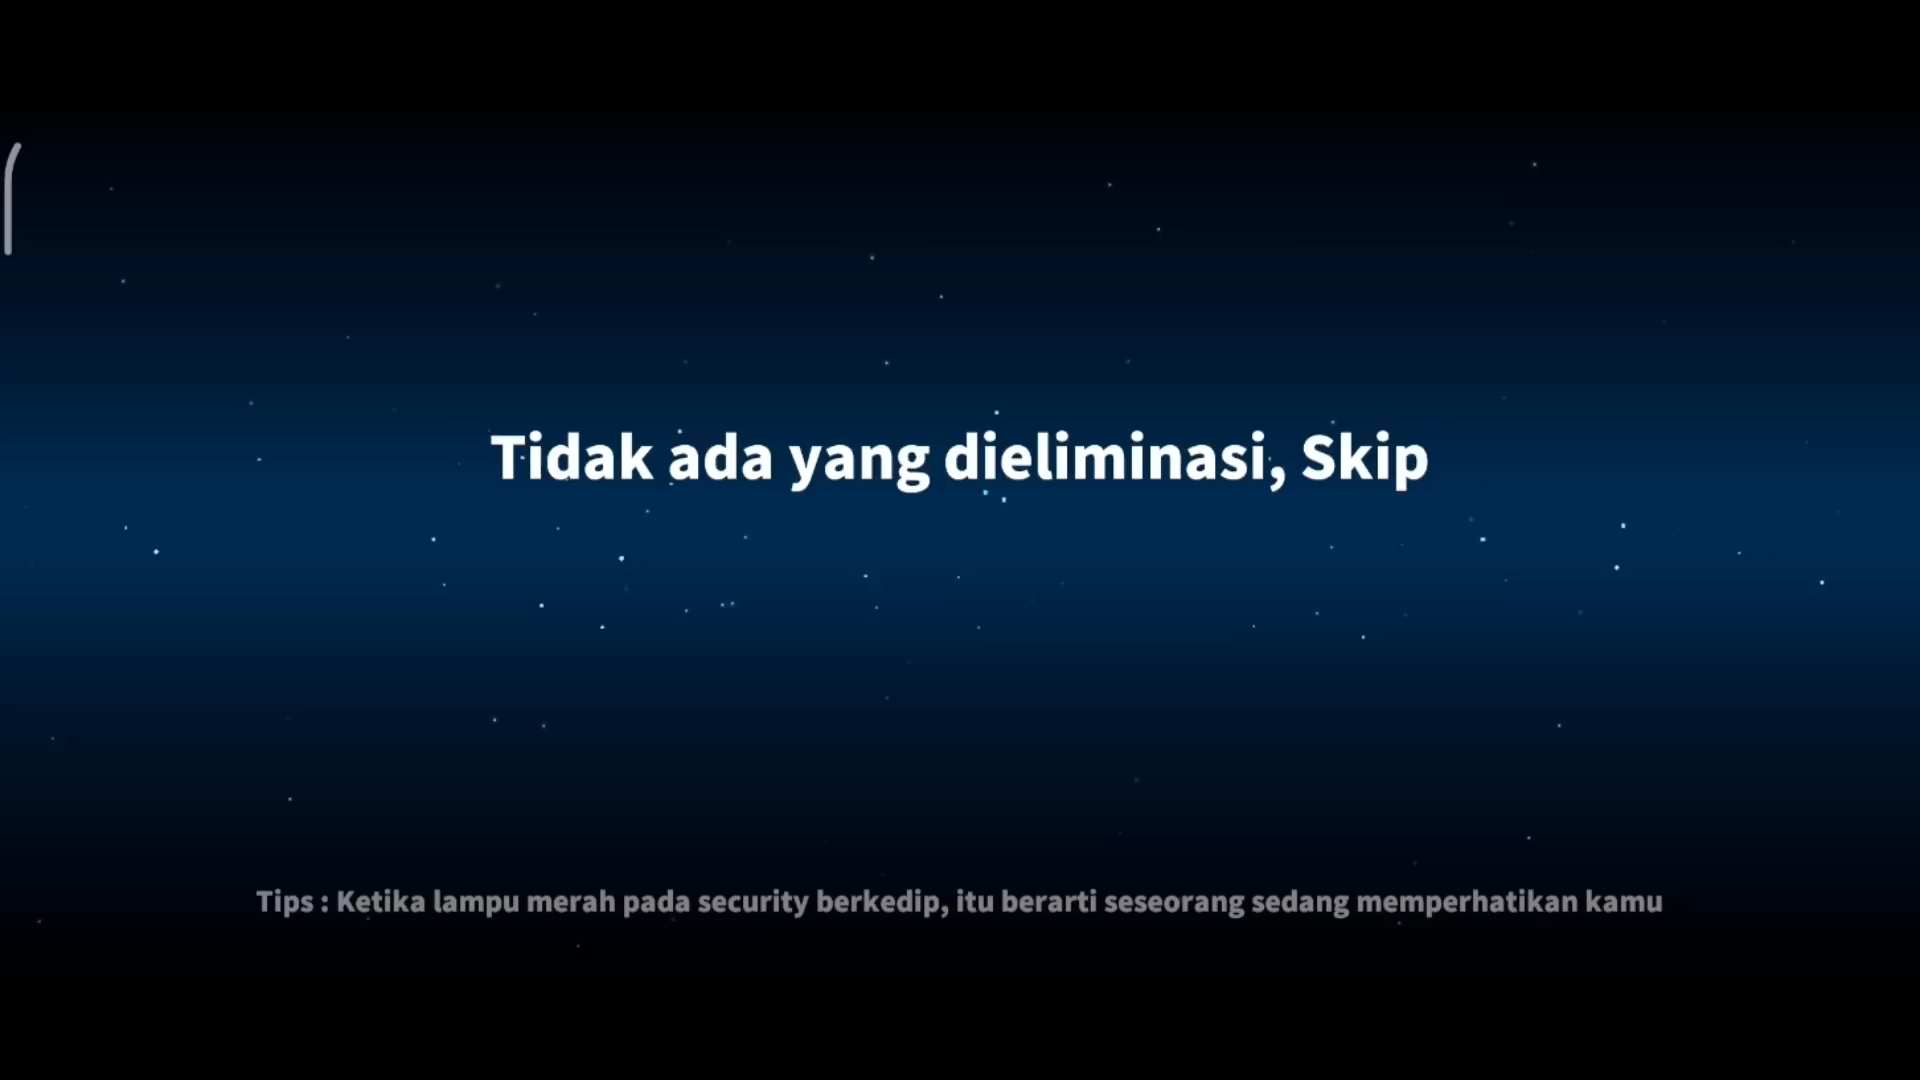 Tidak ada yang dieliminasi, Skip
Tips : Ketika lampu merah pada security berkedip, itu berarti seseorang sedang memperhatikan kamu